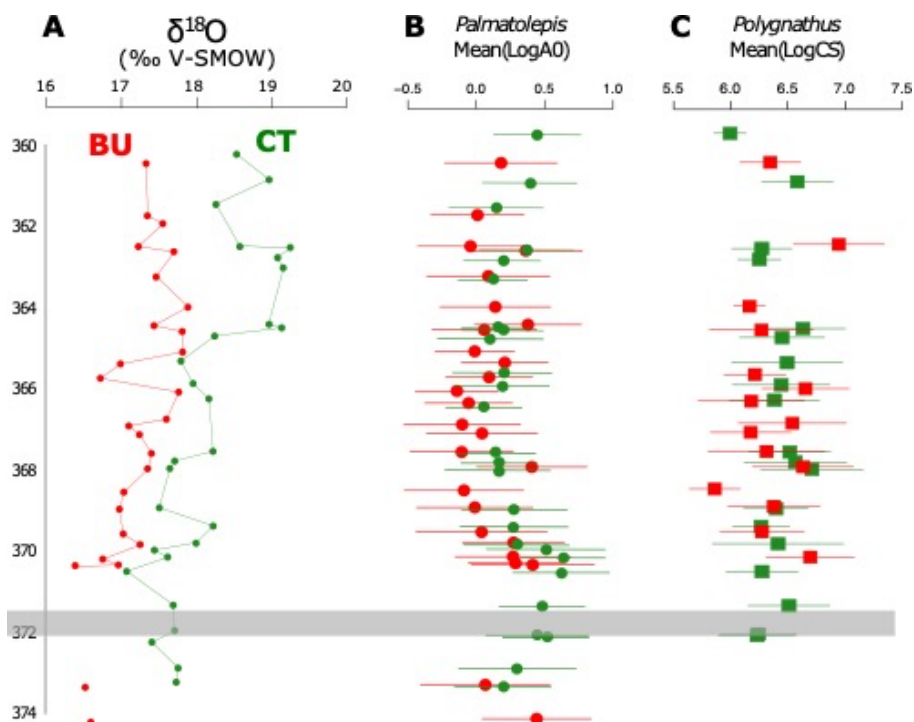 A
δ¹⁸O
(‰ V-SMOW)
16 17 18 19 20
B
Palmatolepis
Mean(LogA0)
−0.5 0.0 0.5 1.0
C
Polygnathus
Mean(LogCS)
5.5 6.5 7.0 7.5
BU
CT
360
362
364
366
368
370
372
374